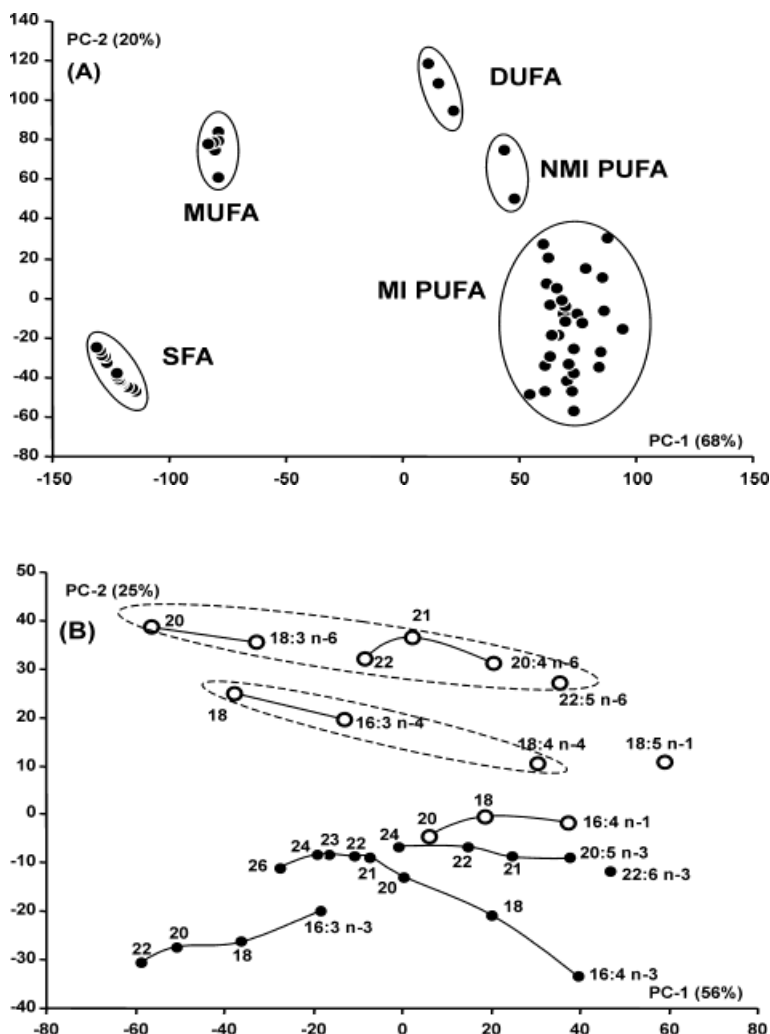 140
PC-2 (20%)
120
(A)
DUFA
100
80
NMI PUFA
60
MUFA
40
20
MI PUFA
0
-20
SFA
-40
-60
-80
PC-1 (68%)
-150 -100 -50 0 50 100 150
50
PC-2 (25%)
40
(B)
20
21
18:3 n-6
30
22
20:4 n-6
22:5 n-6
20
18
16:3 n-4
18:4 n-4
18:5 n-1
10
0
20
18
16:4 n-1
-10
26
24
23
22
21
24
22
21
20:5 n-3
20
22:6 n-3
-20
22
20
18
16:3 n-3
18
-30
16:4 n-3
-40
PC-1 (56%)
-80 -60 -40 -20 0 20 40 60 80